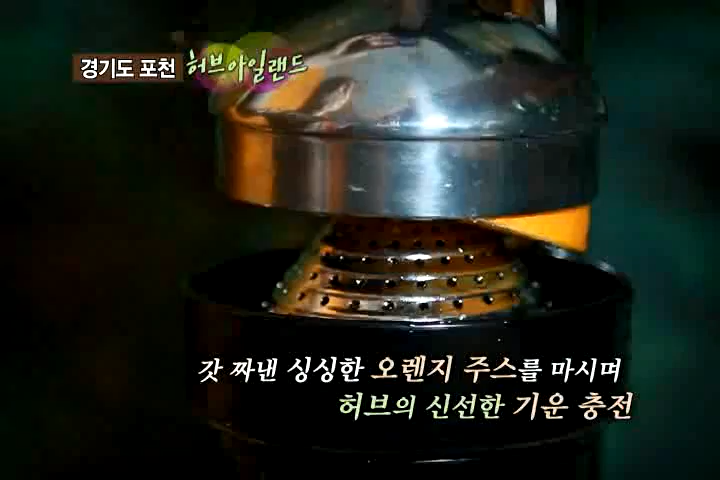 경기도 포천 허브아일랜드
갓 짜낸 싱싱한 오렌지 주스를 마시며
허브의 신선한 기운 충전